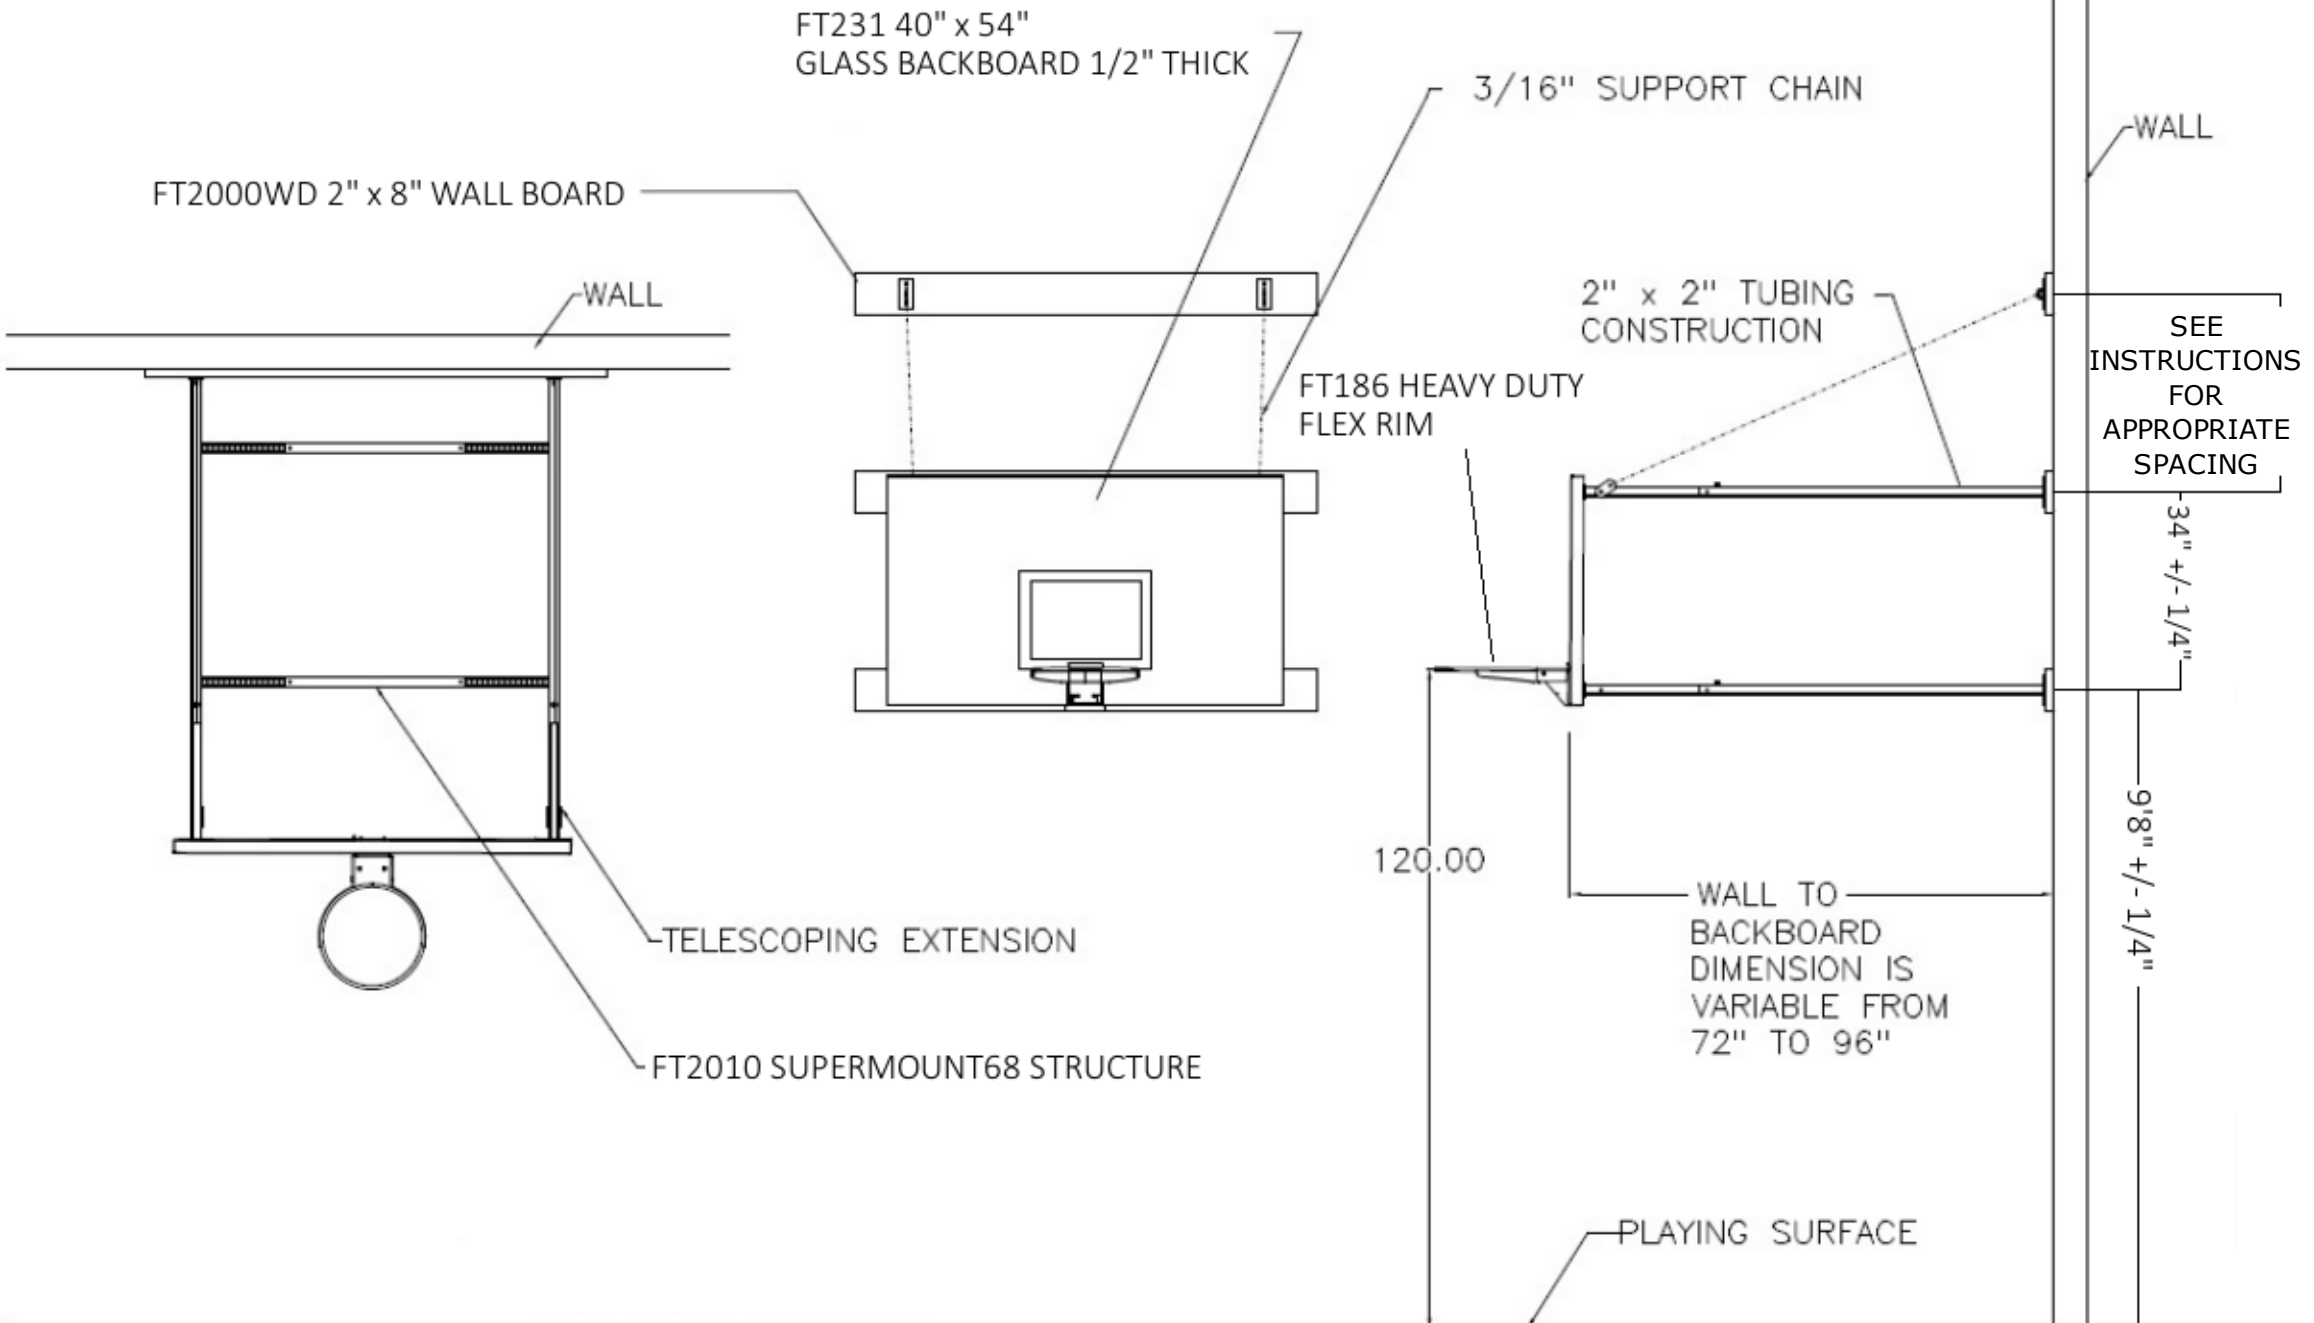 FT231 40" x 54"
GLASS BACKBOARD 1/2" THICK
3/16" SUPPORT CHAIN
WALL
FT2000WD 2" x 8" WALL BOARD
WALL
2" x 2" TUBING
CONSTRUCTION
SEE
INSTRUCTIONS
FOR
APPROPRIATE
SPACING
FT186 HEAVY DUTY
FLEX RIM
34" +/- 1/4"
9'8" +/- 1/4"
120.00
WALL TO
BACKBOARD
DIMENSION IS
VARIABLE FROM
72" TO 96"
TELESCOPING EXTENSION
FT2010 SUPERMOUNT68 STRUCTURE
PLAYING SURFACE